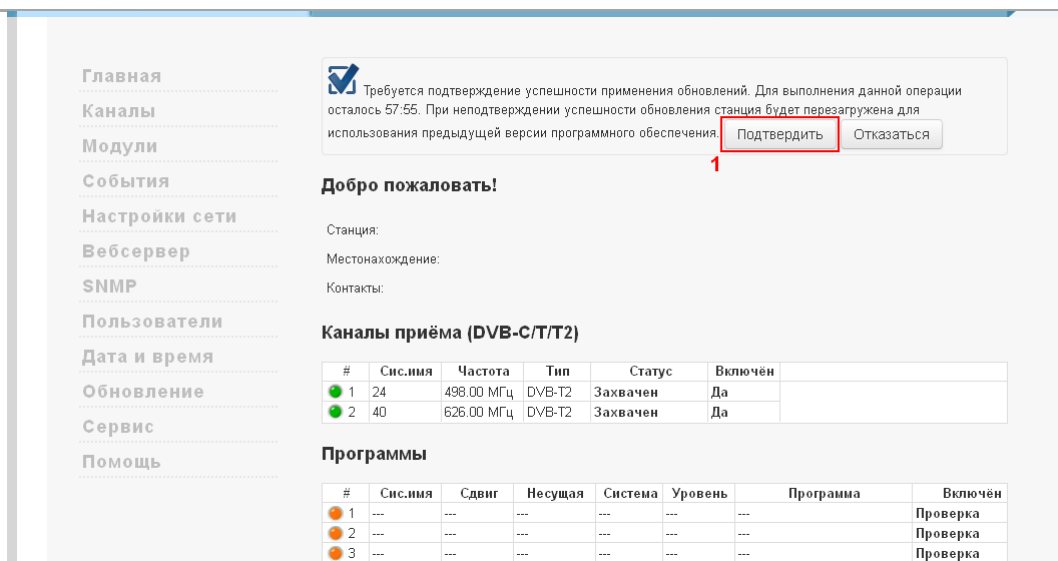 Главная
Каналы
Модули
События
Настройки сети
Вебсервер
SNMP
Пользователи
Дата и время
Обновление
Сервис
Помощь
Требуется подтверждение успешности применения обновлений. Для выполнения данной операции
осталось 57:55. При неподтверждении успешности обновления станция будет перезагружена для
использования предыдущей версии программного обеспечения. Подтвердить Отказаться
1
Добро пожаловать!
Станция:
Местонахождение:
Контакты:
Каналы приёма (DVB-C/T/T2)
# Сис.имя Частота Тип Статус Включён
1 24 498.00 МГц DVB-T2 Захвачен Да
2 40 626.00 МГц DVB-T2 Захвачен Да
Программы
# Сис.имя Сдвиг Несущая Система Уровень Программа Включён
1 --- --- --- --- --- --- Проверка
2 --- --- --- --- --- --- Проверка
3 --- --- --- --- --- --- Проверка